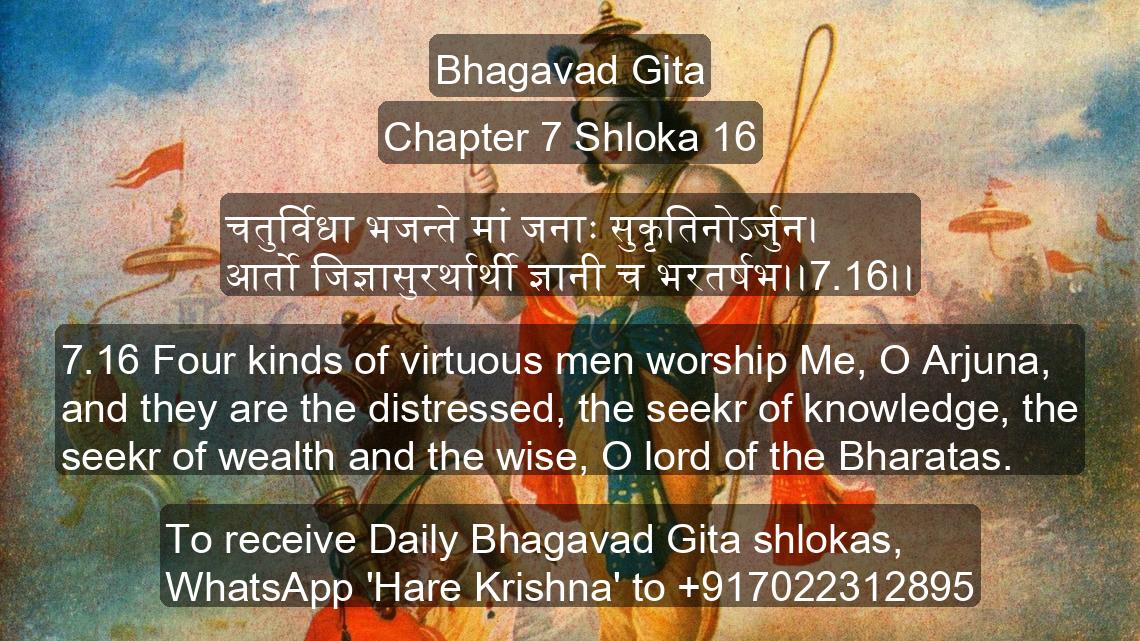 Bhagavad Gita
Chapter 7 Shloka 16
चतुर्विधा भजन्ते मां जनाः सुकृतिनोऽर्जुन।
आर्तो जिज्ञासुरर्थार्थी ज्ञानी च भरतर्षभ।।7.16।।
7.16 Four kinds of virtuous men worship Me, O Arjuna,
and they are the distressed, the seekr of knowledge, the
seekr of wealth and the wise, O lord of the Bharatas.
To receive Daily Bhagavad Gita shlokas,
WhatsApp 'Hare Krishna' to +917022312895